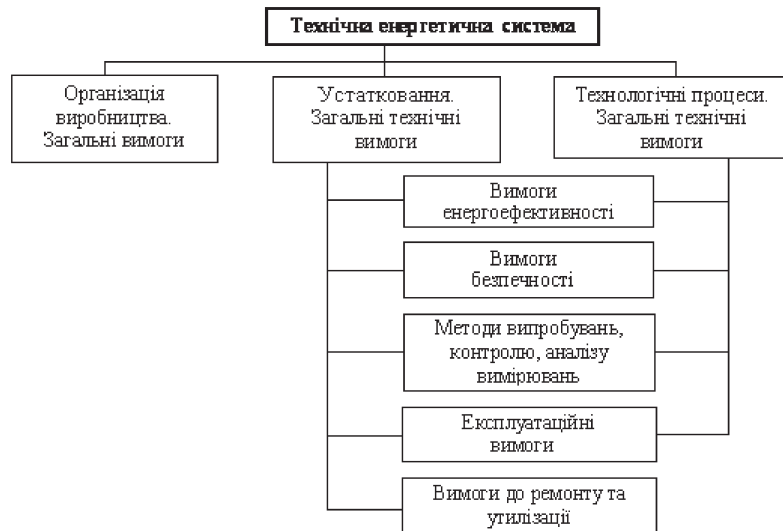 Технічна енергетична система
Організація
виробництва.
Загальні вимоги
Устатковання.
Загальні технічні
вимоги
Технологічні процеси.
Загальні технічні
вимоги
Вимоги
енергоефективності
Вимоги
безпечності
Методи випробувань,
контролю, аналізу
вимірювань
Експлуатаційні
вимоги
Вимоги до ремонту та
утилізації